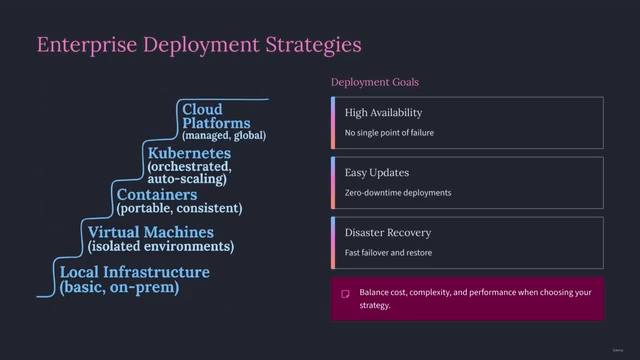 Enterprise Deployment Strategies
Cloud
Platforms
(managed, global)
Kubernetes
(orchestrated,
auto-scaling)
Containers
(portable, consistent)
Virtual Machines
(isolated environments)
Local Infrastructure
(basic, on-prem)
Deployment Goals
High Availability
No single point of failure
Easy Updates
Zero-downtime deployments
Disaster Recovery
Fast failover and restore
Balance cost, complexity, and performance when choosing your
strategy.